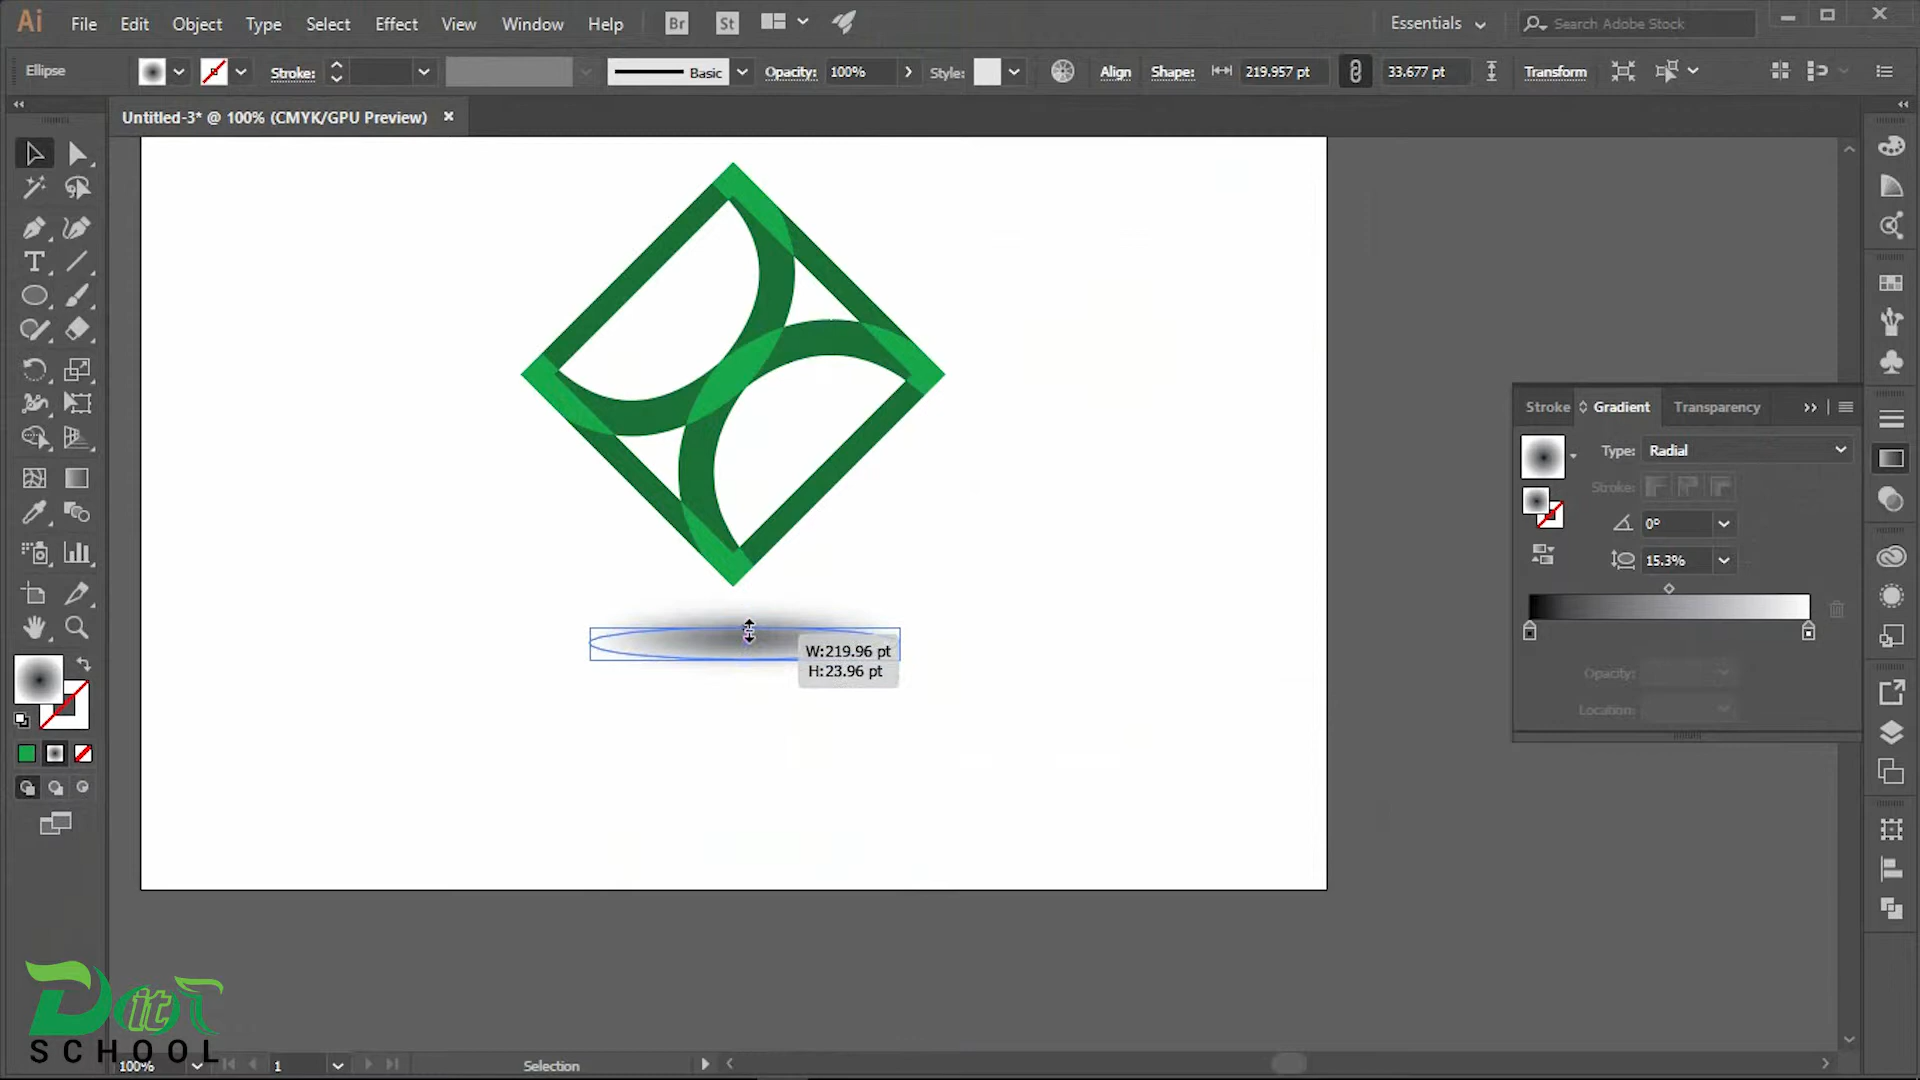 Ai File Edit Object Type Select Effect View Window Help Br St Essentials Search Adobe Stock
Ellipse Stroke: Basic Opacity: 100% Style: Align Shape: 219.957 pt 33.677 pt Transform
Untitled-3* @ 100% (CMYK/GPU Preview)
Stroke Gradient Transparency
Type: Radial
Stroke:
0°
15.3%
Opacity:
Location:
W:219.96 pt
H:23.96 pt
DitT
SCHOOL
100% 1 Selection